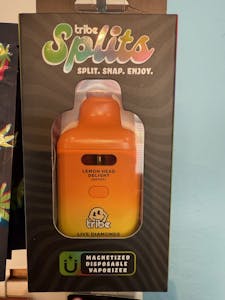 tribe
Splits
SPLIT. SNAP. ENJOY.
LEMON HEAD
DELIGHT
tribe
LIVE DIAMONDS
MAGNETIZED
DISPOSABLE
VAPORIZER